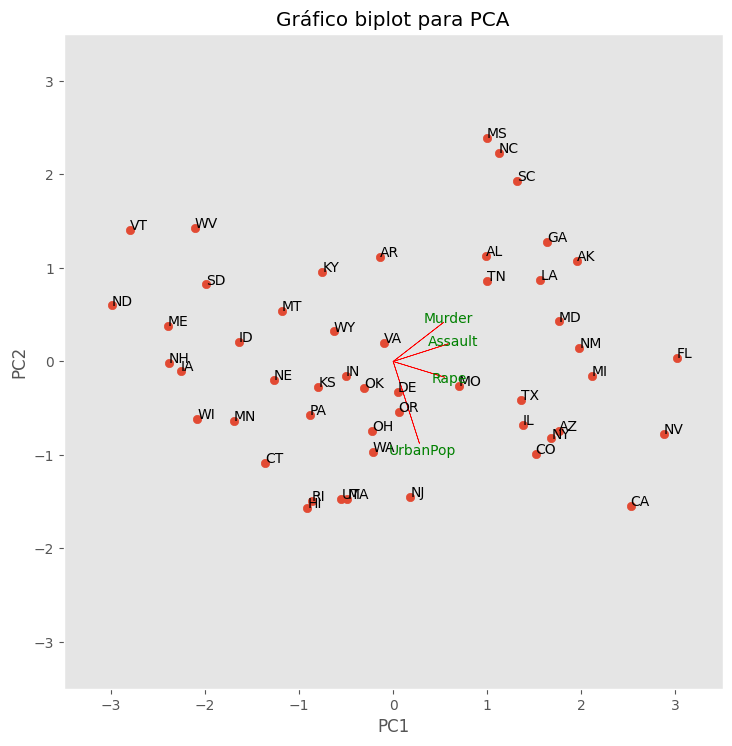 Gráfico biplot para PCA
3
MS
NC
SC
2
VT
WV
GA
AR
AL
AK
1
KY
TN
LA
SD
ND
MT
ME
Murder
MD
WY
ID
VA
Assault
NM
FL
0
NH
IA
IN
MI
NE
KS
OK
DE
Rape
MO
TX
WI
MN
PA
OR
IL
OH
AZ
NY
NV
WA
UrbanPop
CO
−1
CT
RI
HI
UT
MA
NJ
CA
−2
−3
PC2
−3 −2 −1 0 1 2 3
PC1